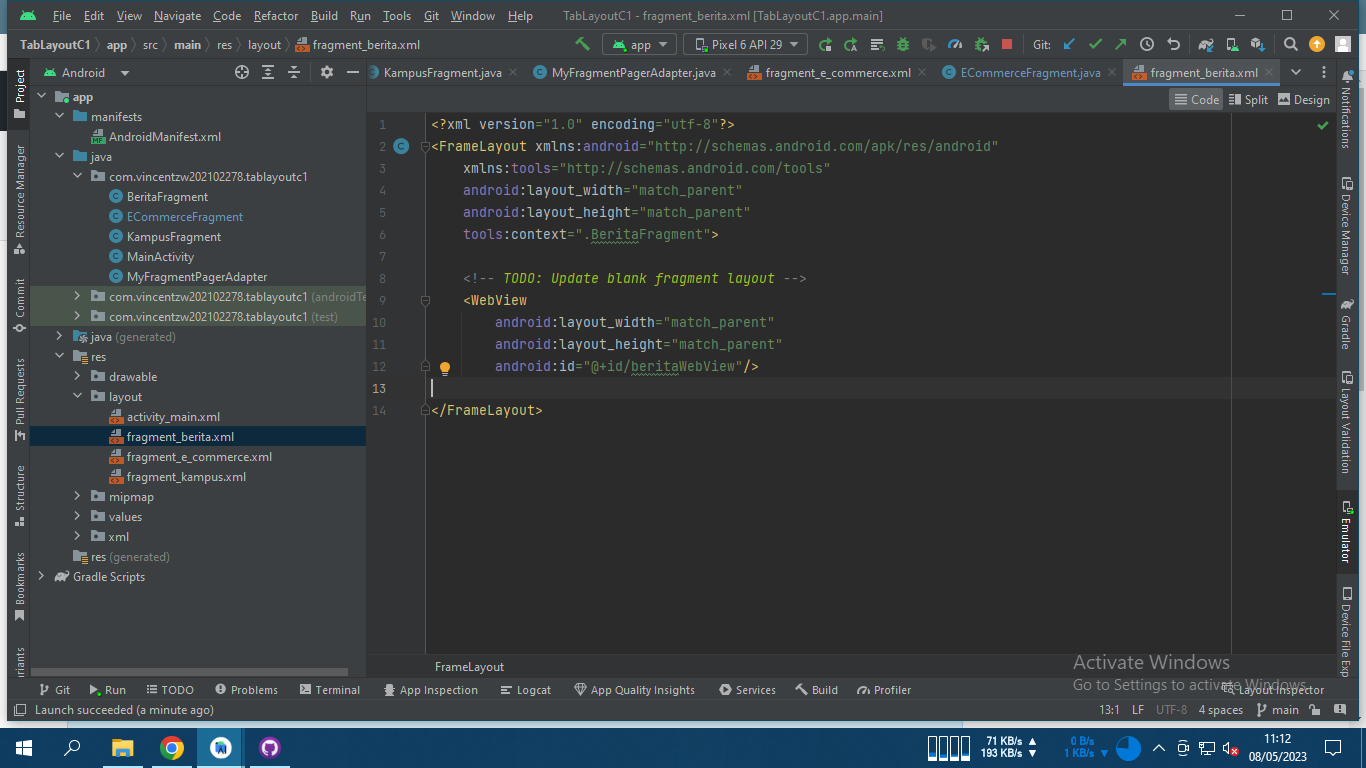 File Edit View Navigate Code Refactor Build Run Tools Git Window Help TabLayoutC1 - fragment_berita.xml [TabLayoutC1.app.main]
TabLayoutC1 app src main res layout fragment_berita.xml app Pixel 6 API 29 Git:
Project
Resource Manager
Commit
Pull Requests
Structure
Bookmarks
riants
Android
app
manifests
AndroidManifest.xml
java
com.vincentzw202102278.tablayoutc1
BeritaFragment
ECommerceFragment
KampusFragment
MainActivity
MyFragmentPagerAdapter
com.vincentzw202102278.tablayoutc1 (androidTe
com.vincentzw202102278.tablayoutc1 (test)
java (generated)
res
drawable
layout
activity_main.xml
fragment_berita.xml
fragment_e_commerce.xml
fragment_kampus.xml
mipmap
values
xml
res (generated)
Gradle Scripts
KampusFragment.java MyFragmentPagerAdapter.java fragment_e_commerce.xml ECommerceFragment.java fragment_berita.xml
Code Split Design
1 <?xml version="1.0" encoding="utf-8"?>
2 <FrameLayout xmlns:android="http://schemas.android.com/apk/res/android"
3 xmlns:tools="http://schemas.android.com/tools"
4 android:layout_width="match_parent"
5 android:layout_height="match_parent"
6 tools:context=".BeritaFragment">
7
8 <!-- TODO: Update blank fragment layout -->
9 <WebView
10 android:layout_width="match_parent"
11 android:layout_height="match_parent"
12 android:id="@+id/beritaWebView"/>
13
14 </FrameLayout>
FrameLayout
Notifications
Device Manager
Gradle
Layout Validation
Emulator
Device File Exp
Activate Windows
Go to Settings to activate Windows.
Git Run TODO Problems Terminal App Inspection Logcat App Quality Insights Services Build Profiler Layout Inspector
Launch succeeded (a minute ago) 13:1 LF UTF-8 4 spaces main
71 KB/s
193 KB/s
0 B/s
1 KB/s
11:12
08/05/2023